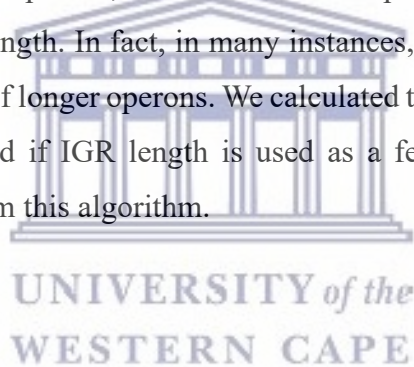 ngth. In fact, in many instances,
f longer operons. We calculated t
d if IGR length is used as a fe
m this algorithm.
UNIVERSITY of the
WESTERN CAPE